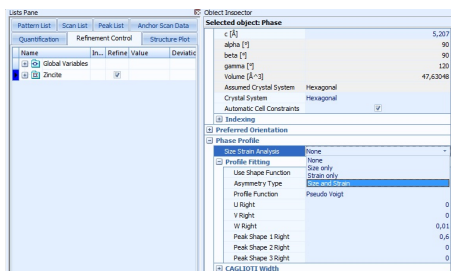 Lists Pane
Pattern List Scan List Peak List Anchor Scan Data
Quantification Refinement Control Structure Plot
Name In... Refine Value Deviatic
Global Variables
Zincite
Object Inspector
Selected object: Phase
c [Å] 5,207
alpha [°] 90
beta [°] 90
gamma [°] 120
Volume [Å^3] 47,63048
Assumed Crystal System Hexagonal
Crystal System Hexagonal
Automatic Cell Constraints
Indexing
Preferred Orientation
Phase Profile
Size Strain Analysis None
None
Size only
Strain only
Size and Strain
Profile Fitting
Use Shape Function
Asymmetry Type
Profile Function Pseudo Voigt
U Right 0
V Right 0
W Right 0,01
Peak Shape 1 Right 0,6
Peak Shape 2 Right 0
Peak Shape 3 Right 0
CAGLIOTI Width